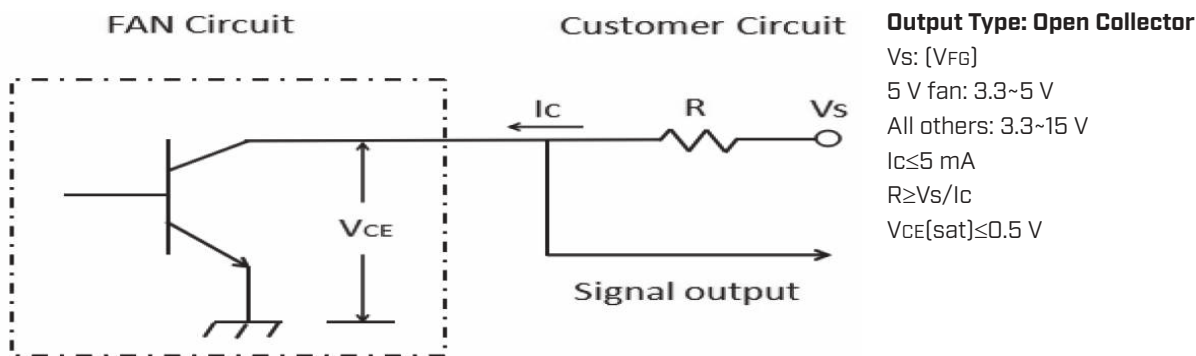 FAN Circuit
Customer Circuit
Ic
R
Vs
VCE
Signal output
Output Type: Open Collector
Vs: (VFG)
5 V fan: 3.3~5 V
All others: 3.3~15 V
Ic≤5 mA
R≥Vs/Ic
VCE(sat)≤0.5 V